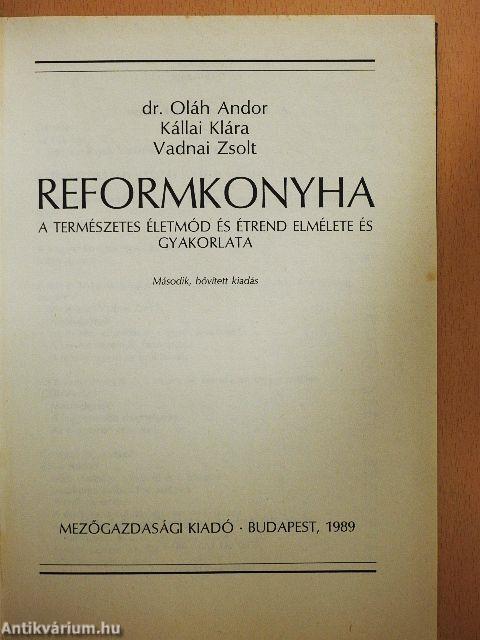 dr. Oláh Andor
Kállai Klára
Vadnai Zsolt
REFORMKONYHA
A TERMÉSZETES ÉLETMÓD ÉS ÉTREND ELMÉLETE ÉS
GYAKORLATA
Második, bővített kiadás
MEZŐGAZDASÁGI KIADÓ · BUDAPEST, 1989
Antikvárium.hu